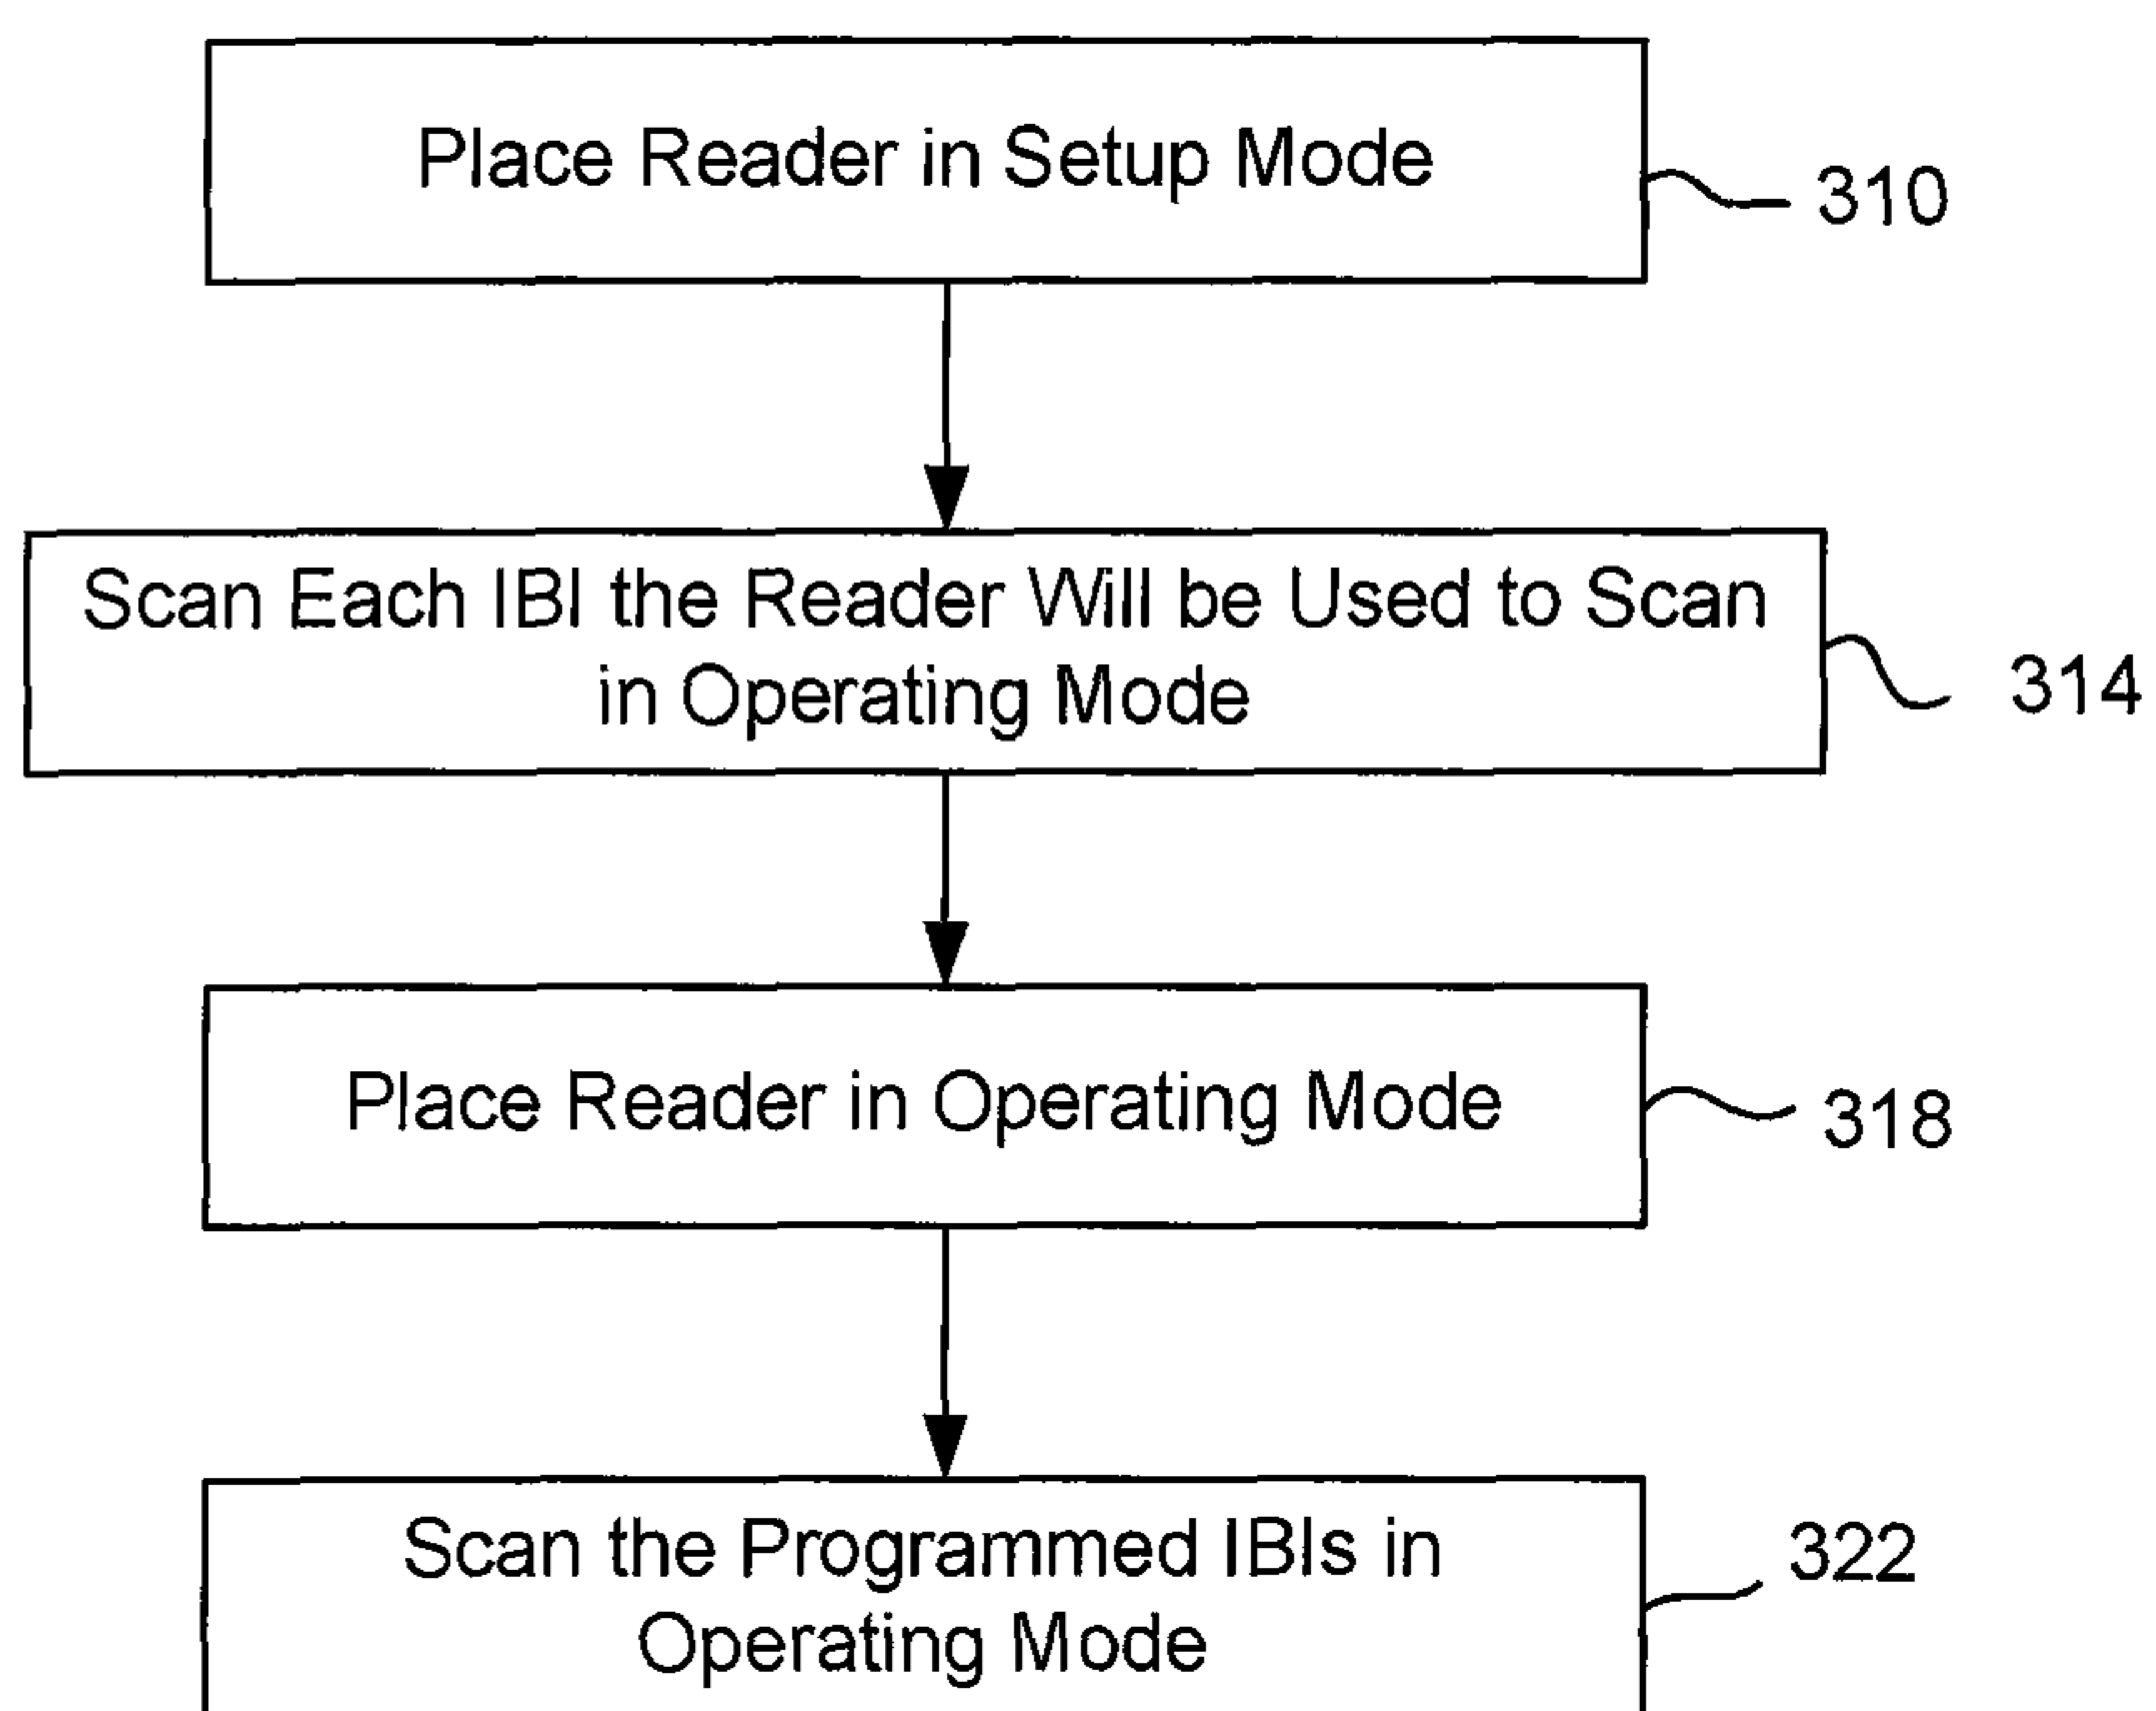 Place Reader in Setup Mode
310
Scan Each IBI the Reader Will be Used to Scan
in Operating Mode
314
Place Reader in Operating Mode
318
Scan the Programmed IBIs in
Operating Mode
322